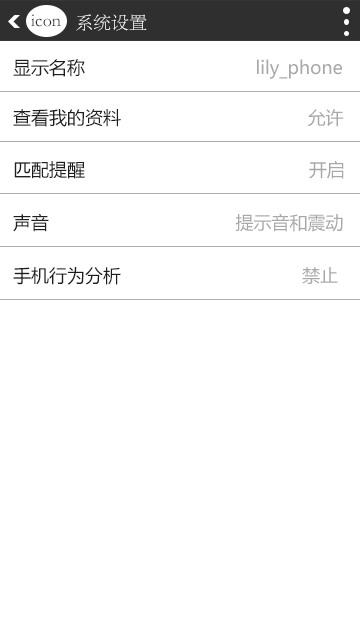 icon 系统设置
显示名称 lily_phone
查看我的资料 允许
匹配提醒 开启
声音 提示音和震动
手机行为分析 禁止